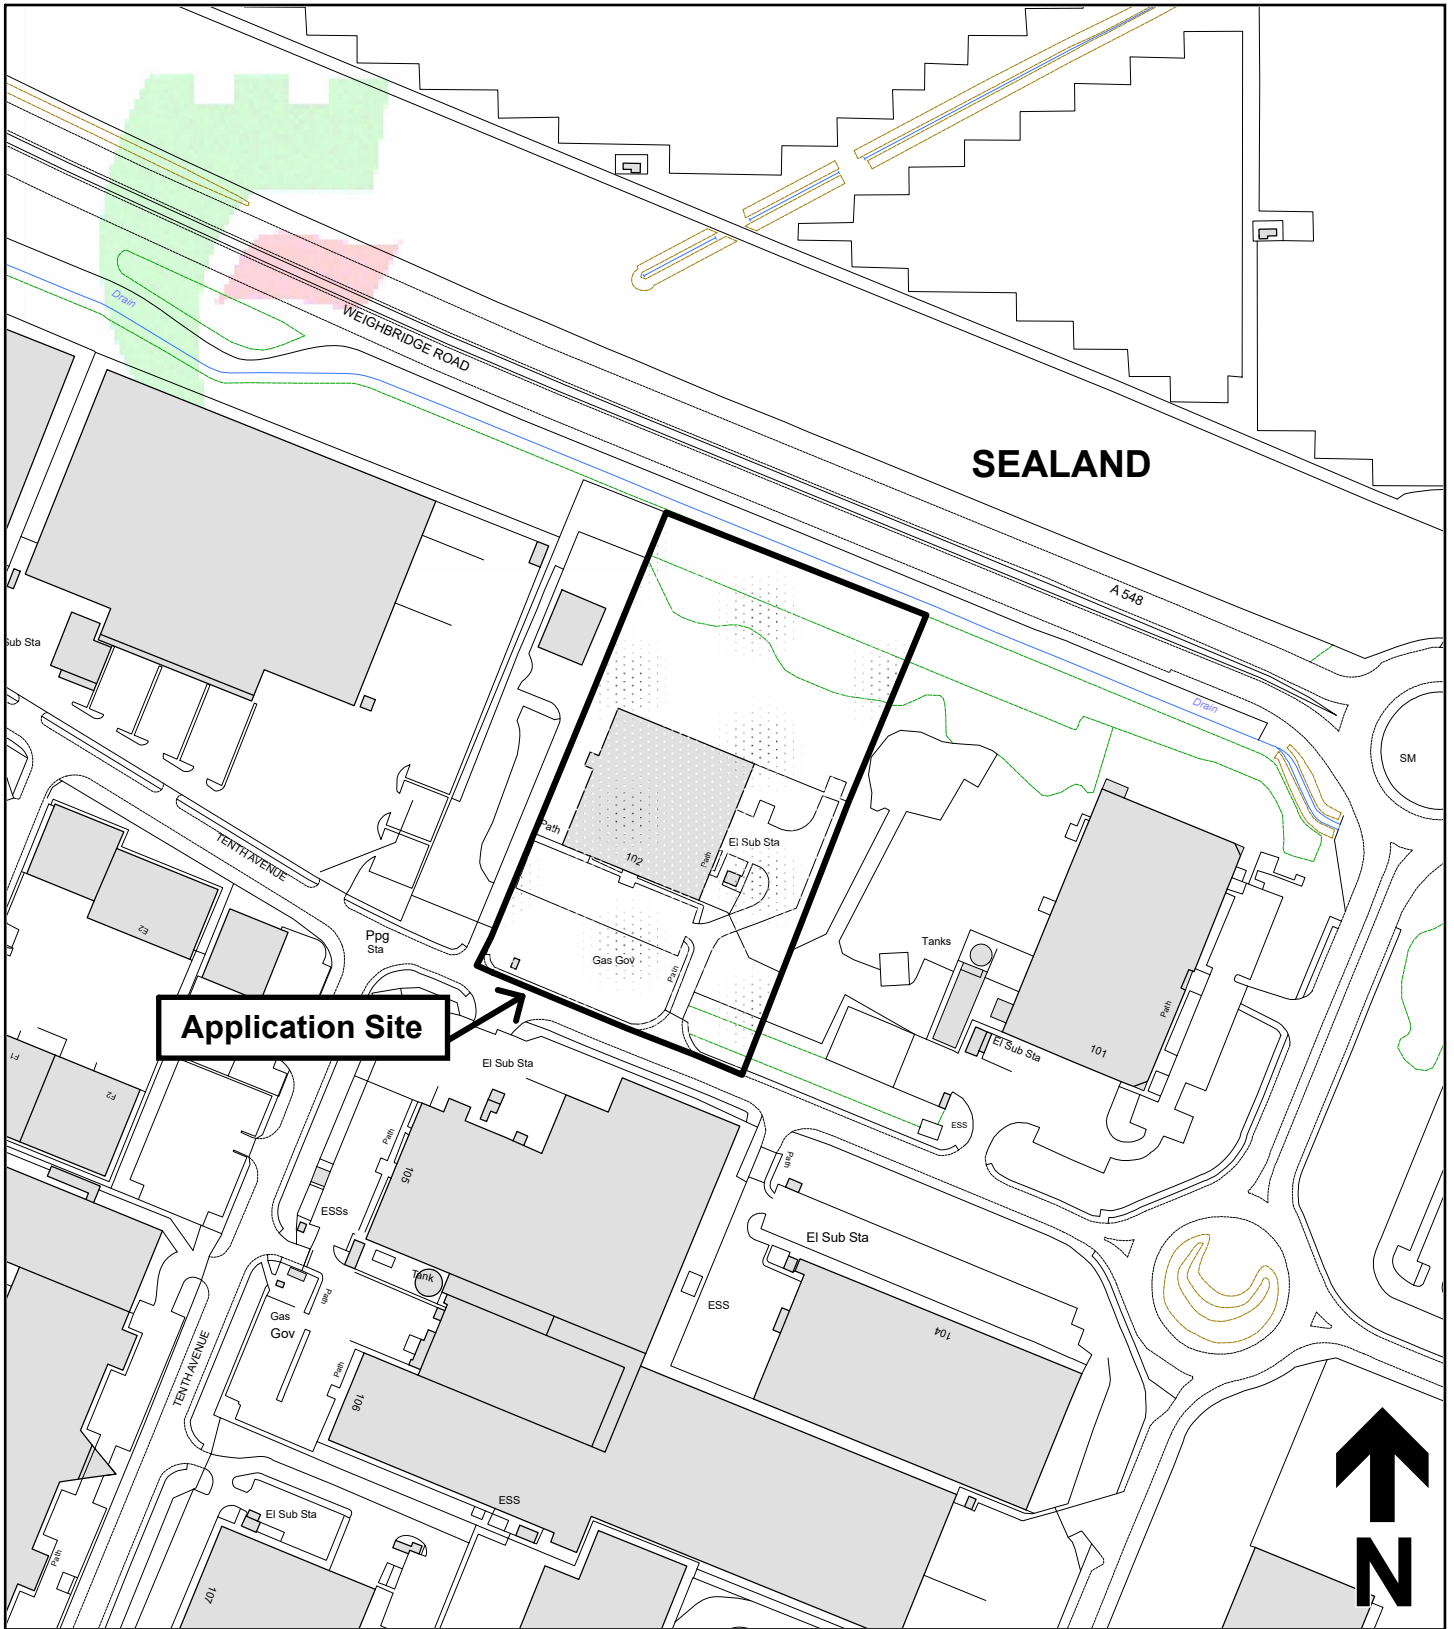 Drain
WEIGHBRIDGE ROAD
SEALAND
A 548
Sub Sta
Drain
SM
TENTH AVENUE
Path
102
Path
El Sub Sta
E2
Ppg
Sta
Gas Gov
Path
Tanks
Path
Application Site
El Sub Sta
El Sub Sta
101
F1
F2
ESS
Path
105
Path
ESSs
El Sub Sta
Tank
Path
ESS
Gas
Gov
104
TENTH AVENUE
Path
106
ESS
El Sub Sta
Path
107
N